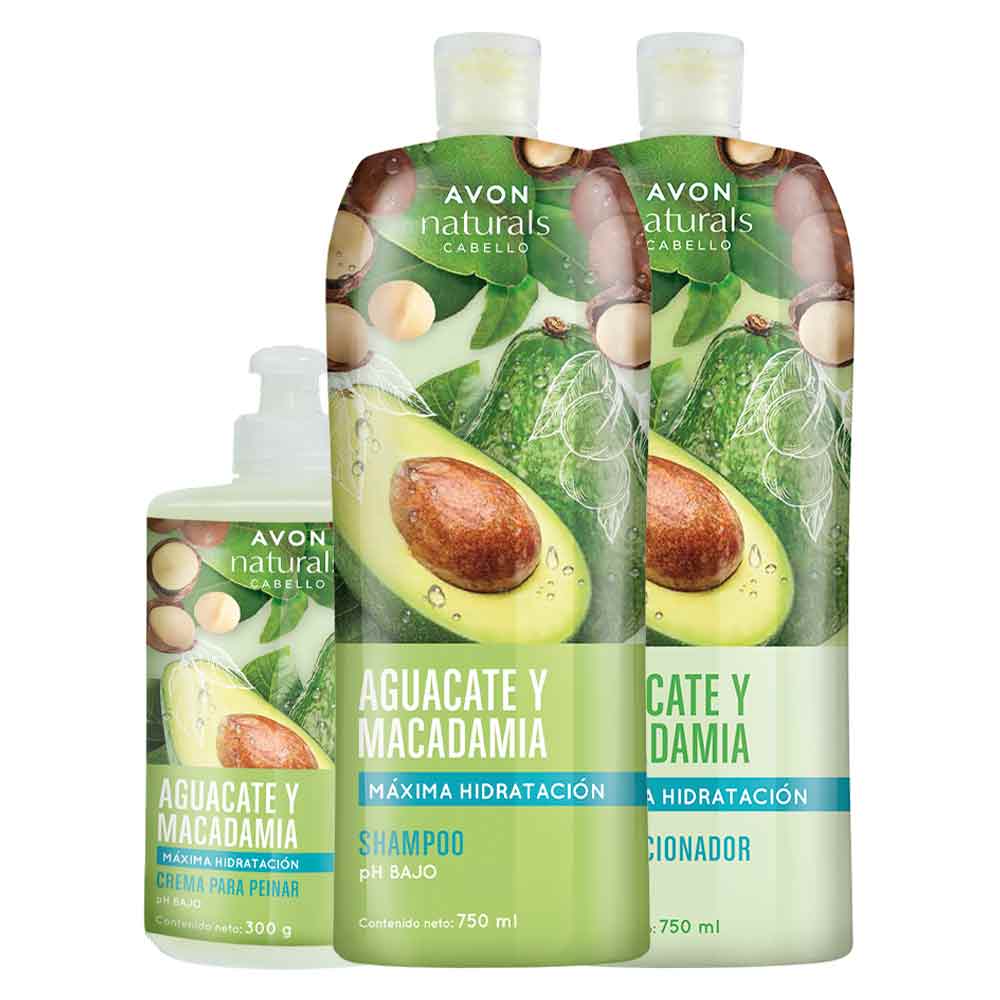 AVON
naturals
CABELLO
AGUACATE Y
MACADAMIA
MÁXIMA HIDRATACIÓN
CREMA PARA PEINAR
pH BAJO
Contenido neto: 300 g
AVON
naturals
CABELLO
AGUACATE Y
MACADAMIA
MÁXIMA HIDRATACIÓN
SHAMPOO
pH BAJO
Contenido neto: 750 ml
AVON
aturals
CABELLO
CATE Y
DAMIA
A HIDRATACIÓN
CIONADOR
: 750 ml